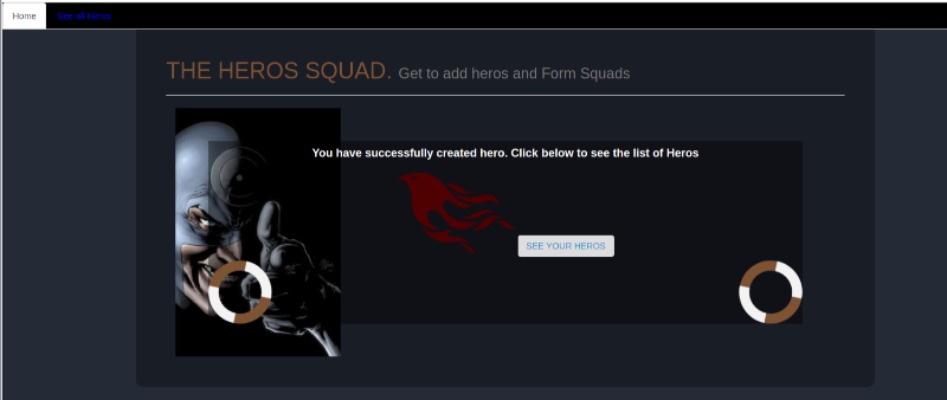 Home See all Heros
THE HEROS SQUAD. Get to add heros and Form Squads
You have successfully created hero. Click below to see the list of Heros
SEE YOUR HEROS